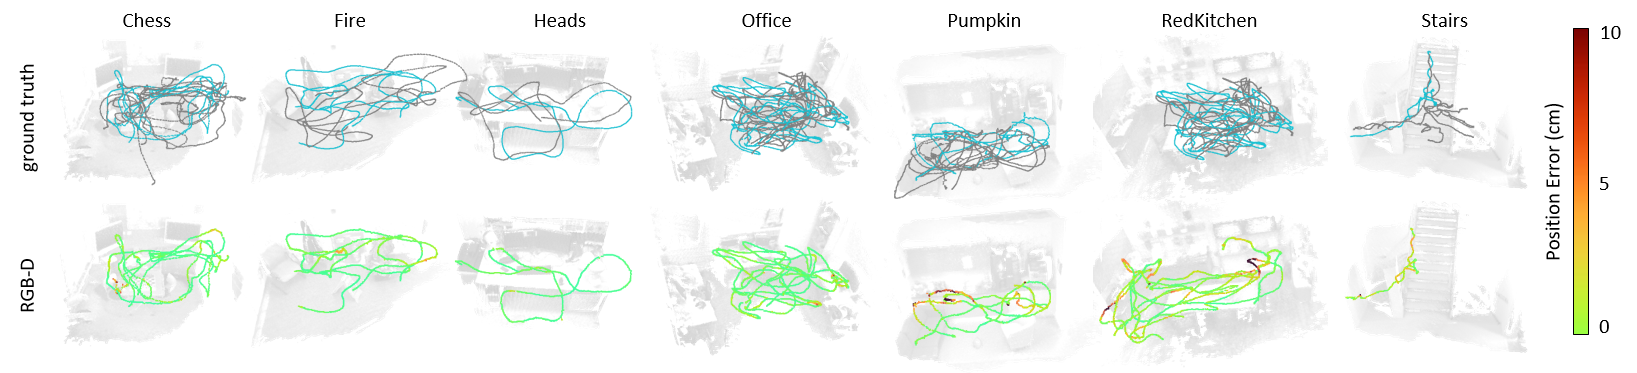 Chess Fire Heads Office Pumpkin RedKitchen Stairs
ground truth
RGB-D
Position Error (cm)
10
5
0